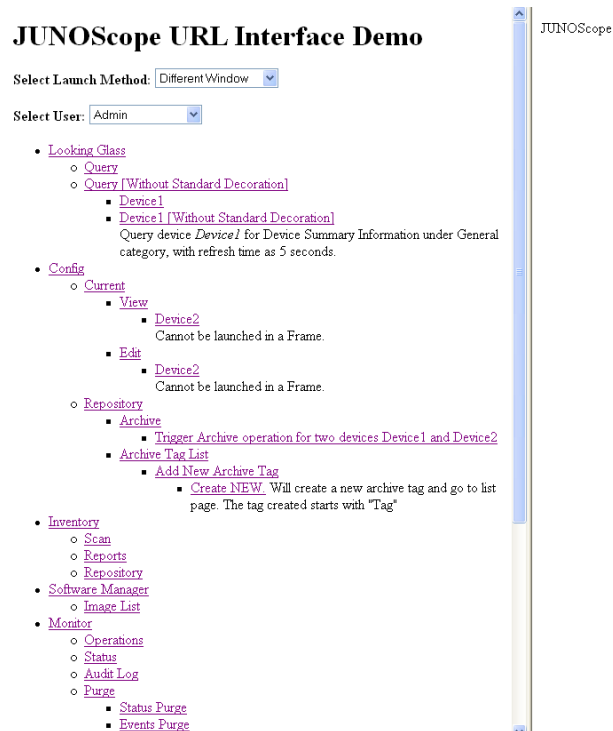 JUNOScope URL Interface Demo
JUNOScope
Select Launch Method: Different Window
Select User: Admin
Looking Glass
Query
Query [Without Standard Decoration]
Device1
Device1 [Without Standard Decoration]
Query device Device1 for Device Summary Information under General
category, with refresh time as 5 seconds.
Config
Current
View
Device2
Cannot be launched in a Frame.
Edit
Device2
Cannot be launched in a Frame.
Repository
Archive
Trigger Archive operation for two devices Device1 and Device2
Archive Tag List
Add New Archive Tag
Create NEW. Will create a new archive tag and go to list
page. The tag created starts with "Tag"
Inventory
Scan
Reports
Repository
Software Manager
Image List
Monitor
Operations
Status
Audit Log
Purge
Status Purge
Events Purge